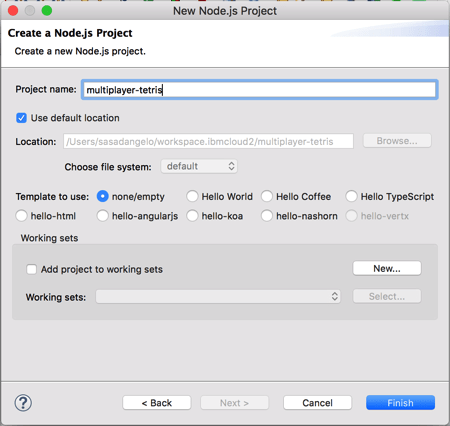 New Node.js Project
Create a Node.js Project
Create a new Node.js project.
Project name: multiplayer-tetris
Use default location
Location: /Users/sasadangelo/workspace.ibmcloud2/multiplayer-tetris Browse...
Choose file system: default
Template to use: none/empty Hello World Hello Coffee Hello TypeScript
hello-html hello-angularjs hello-koa hello-nashorn hello-vertx
Working sets
Add project to working sets New...
Working sets: Select...
? < Back Next > Cancel Finish